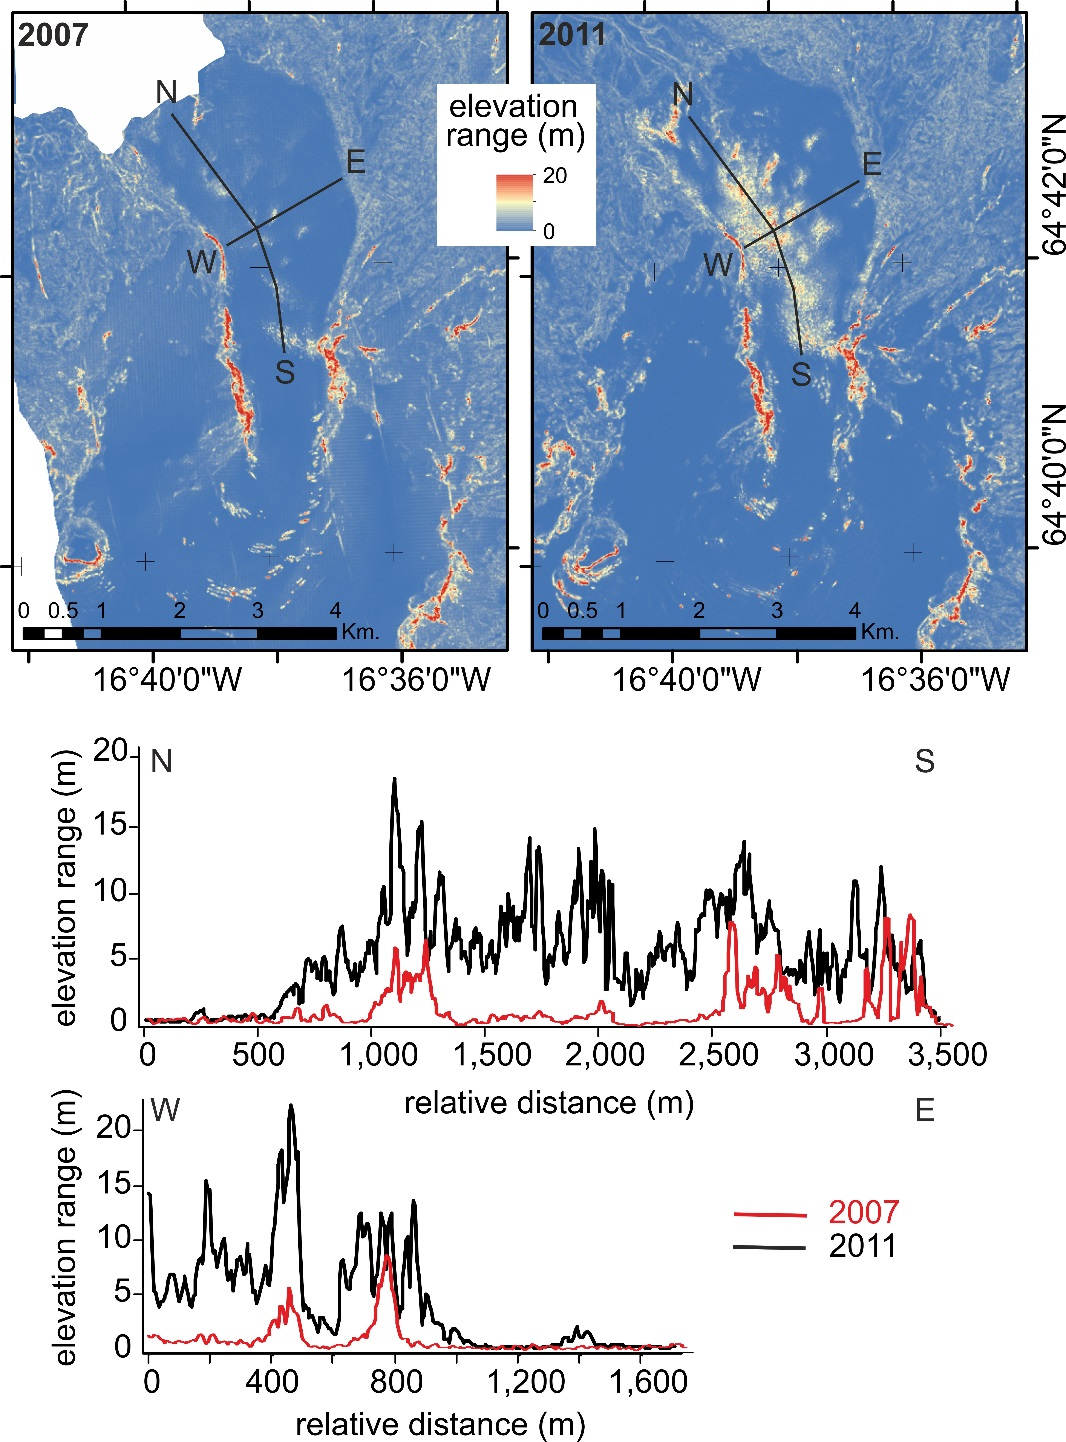 2007
2011
N
E
W
S
N
E
W
S
elevation
range (m)
20
0
64°42'0"N
64°40'0"N
0 0.5 1 2 3 4
Km.
0 0.5 1 2 3 4
Km.
16°40'0"W 16°36'0"W 16°40'0"W 16°36'0"W
elevation range (m)
20
15
10
5
0
N
S
0 500 1,000 1,500 2,000 2,500 3,000 3,500
relative distance (m)
elevation range (m)
20
15
10
5
0
W
E
2007
2011
0 400 800 1,200 1,600
relative distance (m)